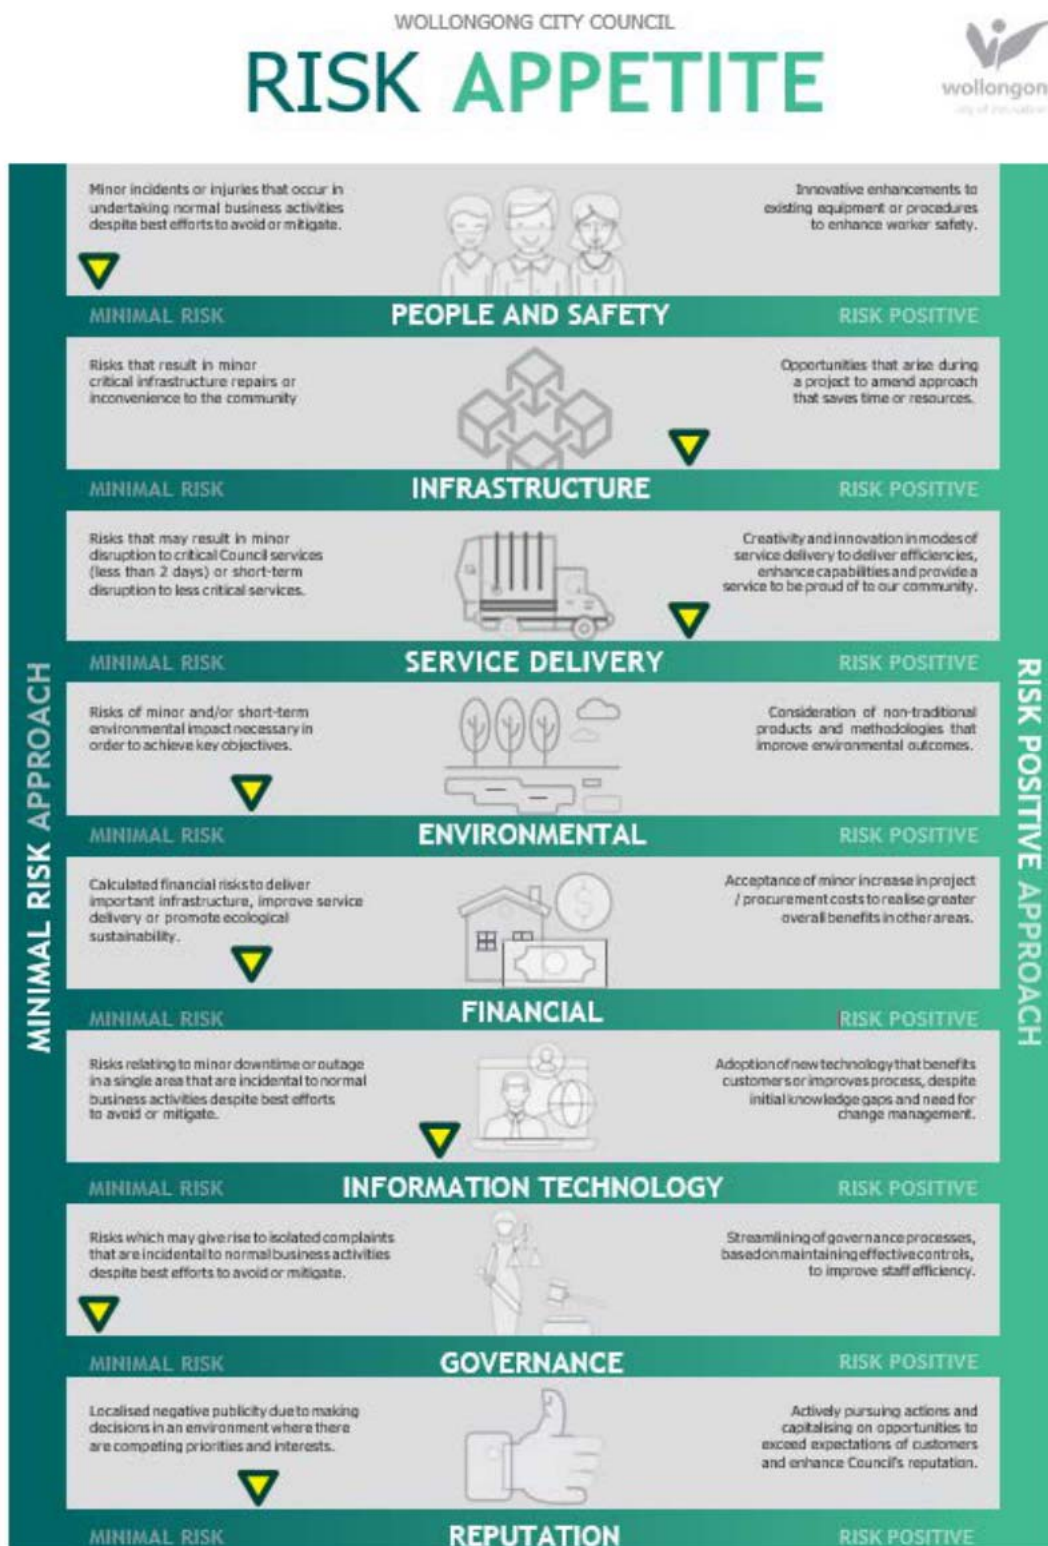 WOLLONGONG CITY COUNCIL
RISK APPETITE
wollongon
city of innovation
MINIMAL RISK APPROACH
Minor incidents or injuries that occur in
undertaking normal business activities
despite best efforts to avoid or mitigate.
Innovative enhancements to
existing equipment or procedures
to enhance worker safety.
MINIMAL RISK
PEOPLE AND SAFETY
RISK POSITIVE
Risks that result in minor
critical infrastructure repairs or
inconvenience to the community
Opportunities that arise during
a project to amend approach
that saves time or resources.
MINIMAL RISK
INFRASTRUCTURE
RISK POSITIVE
Risks that may result in minor
disruption to critical Council services
(less than 2 days) or short-term
disruption to less critical services.
Creativity and innovation in modes of
service delivery to deliver efficiencies,
enhance capabilities and provide a
service to be proud of to our community.
MINIMAL RISK
SERVICE DELIVERY
RISK POSITIVE
Risks of minor and/or short-term
environmental impact necessary in
order to achieve key objectives.
Consideration of non-traditional
products and methodologies that
improve environmental outcomes.
MINIMAL RISK
ENVIRONMENTAL
RISK POSITIVE
Calculated financial risks to deliver
important infrastructure, improve service
delivery or promote ecological
sustainability.
Acceptance of minor increase in project
/ procurement costs to realise greater
overall benefits in other areas.
MINIMAL RISK
FINANCIAL
RISK POSITIVE
Risks relating to minor downtime or outage
in a single area that are incidental to normal
business activities despite best efforts
to avoid or mitigate.
Adoption of new technology that benefits
customers or improves process, despite
initial knowledge gaps and need for
change management.
MINIMAL RISK
INFORMATION TECHNOLOGY
RISK POSITIVE
Risks which may give rise to isolated complaints
that are incidental to normal business activities
despite best efforts to avoid or mitigate.
Streamlining of governance processes,
based on maintaining effective controls,
to improve staff efficiency.
MINIMAL RISK
GOVERNANCE
RISK POSITIVE
Localised negative publicity due to making
decisions in an environment where there
are competing priorities and interests.
Actively pursuing actions and
capitalising on opportunities to
exceed expectations of customers
and enhance Council's reputation.
MINIMAL RISK
REPUTATION
RISK POSITIVE
RISK POSITIVE APPROACH